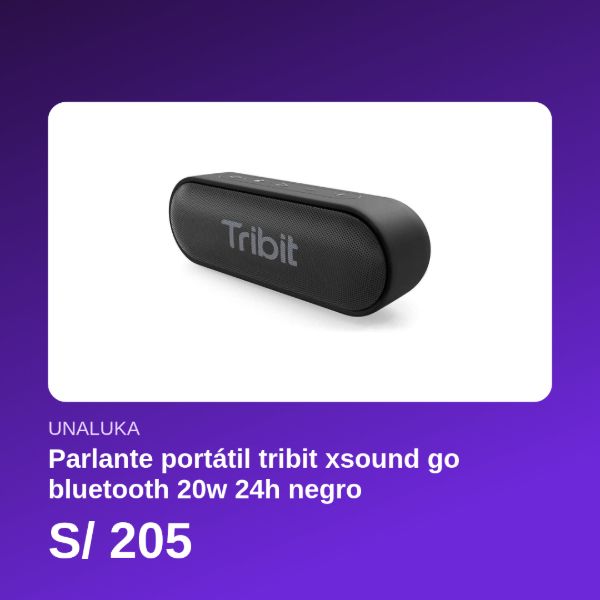 Tribit
UNALUKA
Parlante portátil tribit xsound go
bluetooth 20w 24h negro
S/ 205